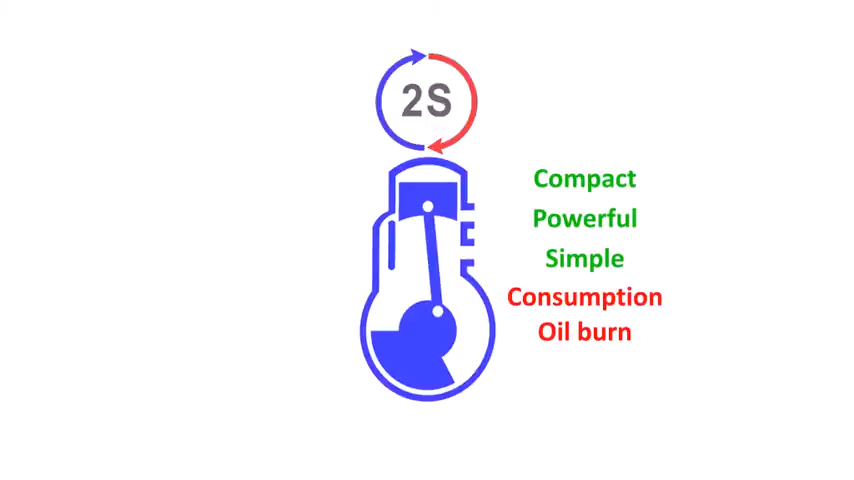 2S
Compact
Powerful
Simple
Consumption
Oil burn